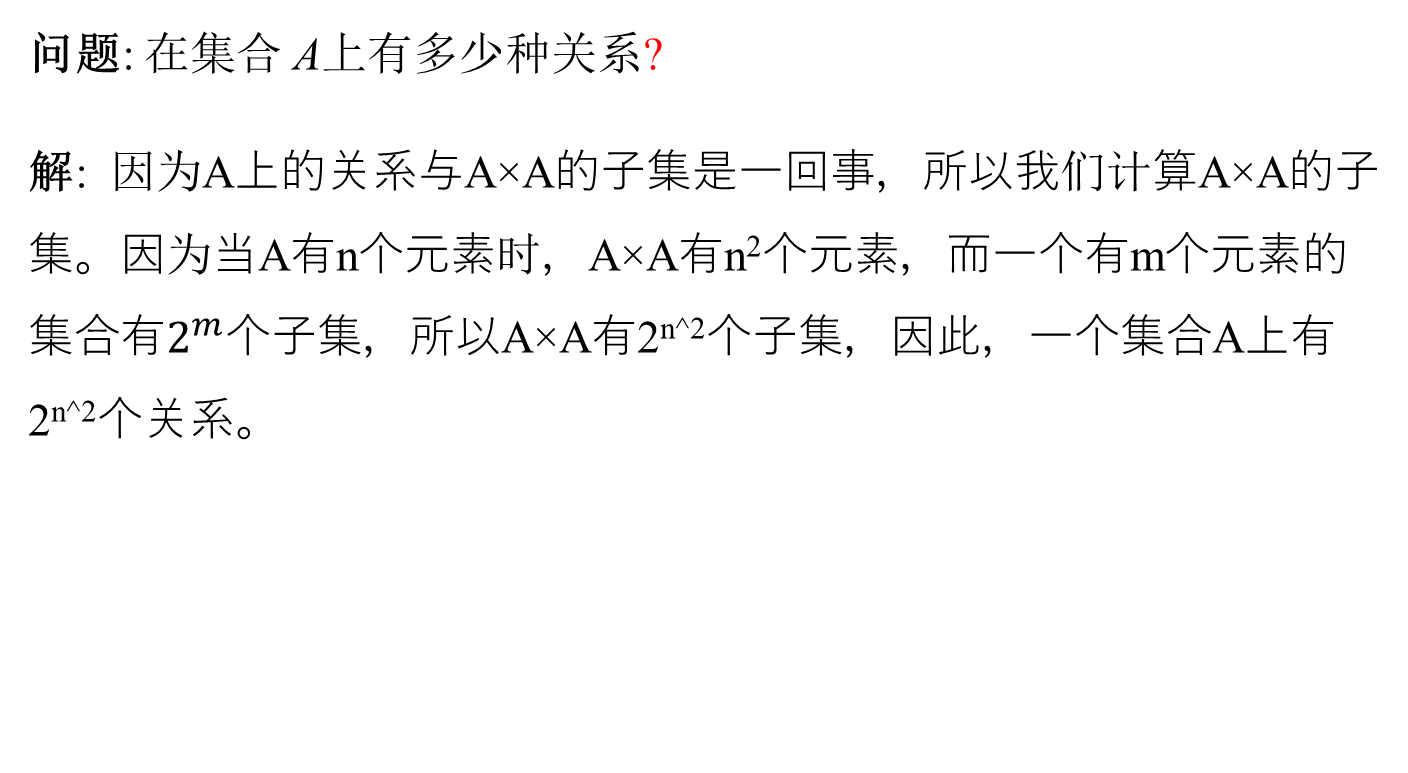 问题: 在集合 A上有多少种关系?
解: 因为A上的关系与A×A的子集是一回事，所以我们计算A×A的子
集。因为当A有n个元素时，A×A有n²个元素，而一个有m个元素的
集合有2ᵐ个子集，所以A×A有2ⁿ^²个子集，因此，一个集合A上有
2ⁿ^²个关系。